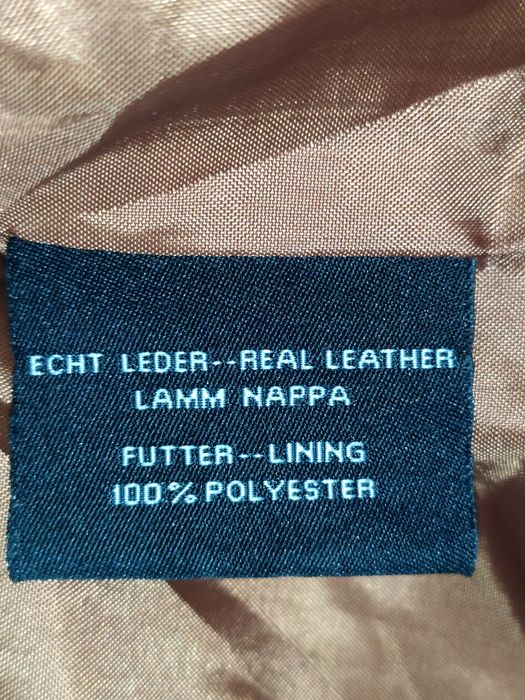 ECHT LEDER--REAL LEATHER
LAMM NAPPA
FUTTER--LINING
100% POLYESTER